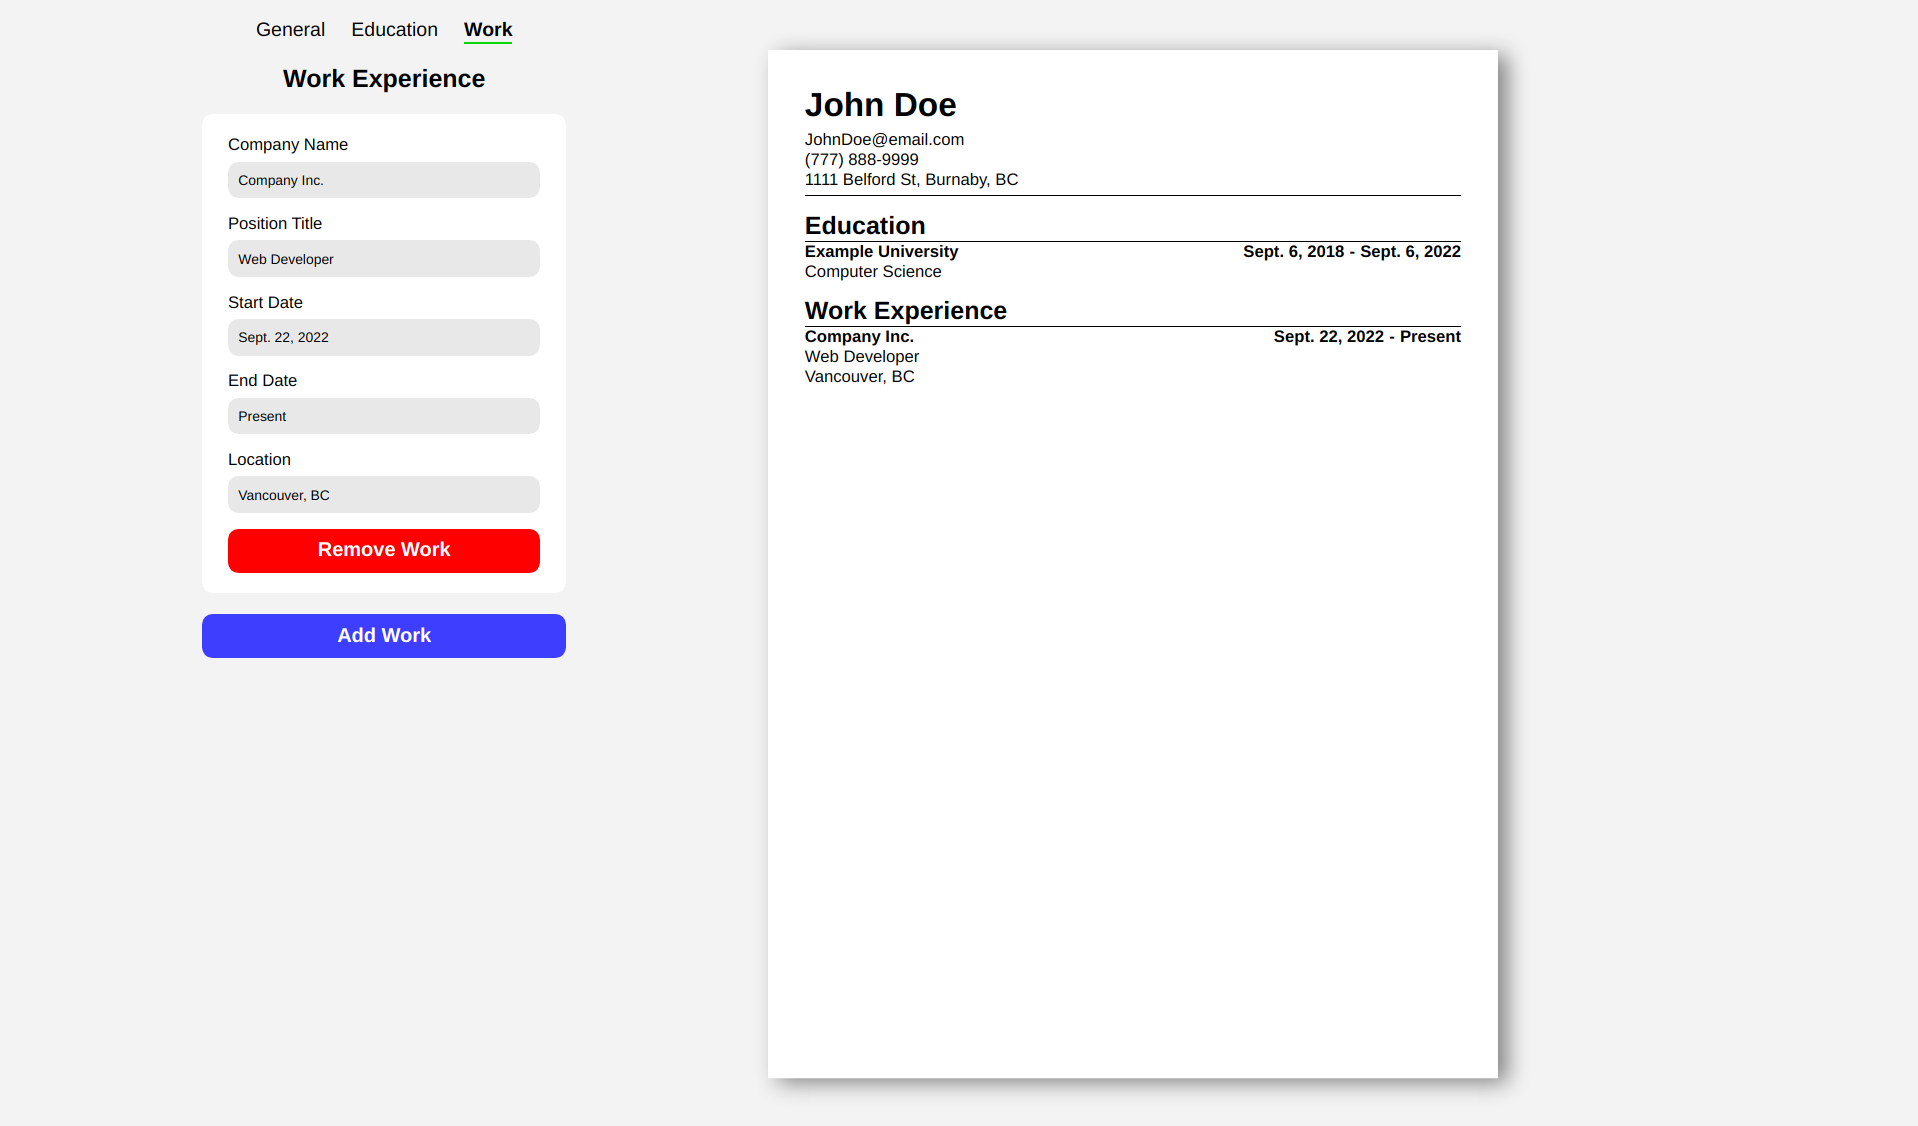 General Education Work
Work Experience
Company Name
Company Inc.
Position Title
Web Developer
Start Date
Sept. 22, 2022
End Date
Present
Location
Vancouver, BC
Remove Work
Add Work
John Doe
JohnDoe@email.com
(777) 888-9999
1111 Belford St, Burnaby, BC
Education
Example University Sept. 6, 2018 - Sept. 6, 2022
Computer Science
Work Experience
Company Inc. Sept. 22, 2022 - Present
Web Developer
Vancouver, BC